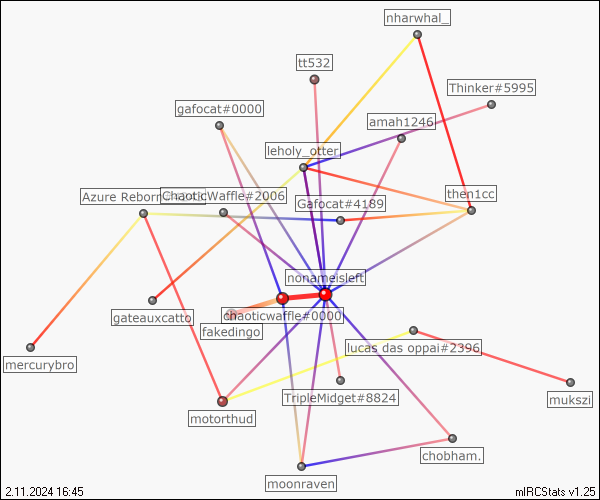 nharwhal_
tt532
Thinker#5995
gafocat#0000
amah1246
leholy_otter
Azure Reborn
ChaoticWaffle#2006
Gafocat#4189
then1cc
nonameisleft
gateauxcatto
chaoticwaffle#0000
fakedingo
lucas das oppai#2396
mercurybro
TripleMidget#8824
mukszi
motorthud
chobham.
moonraven
2.11.2024 16:45
mIRCStats v1.25